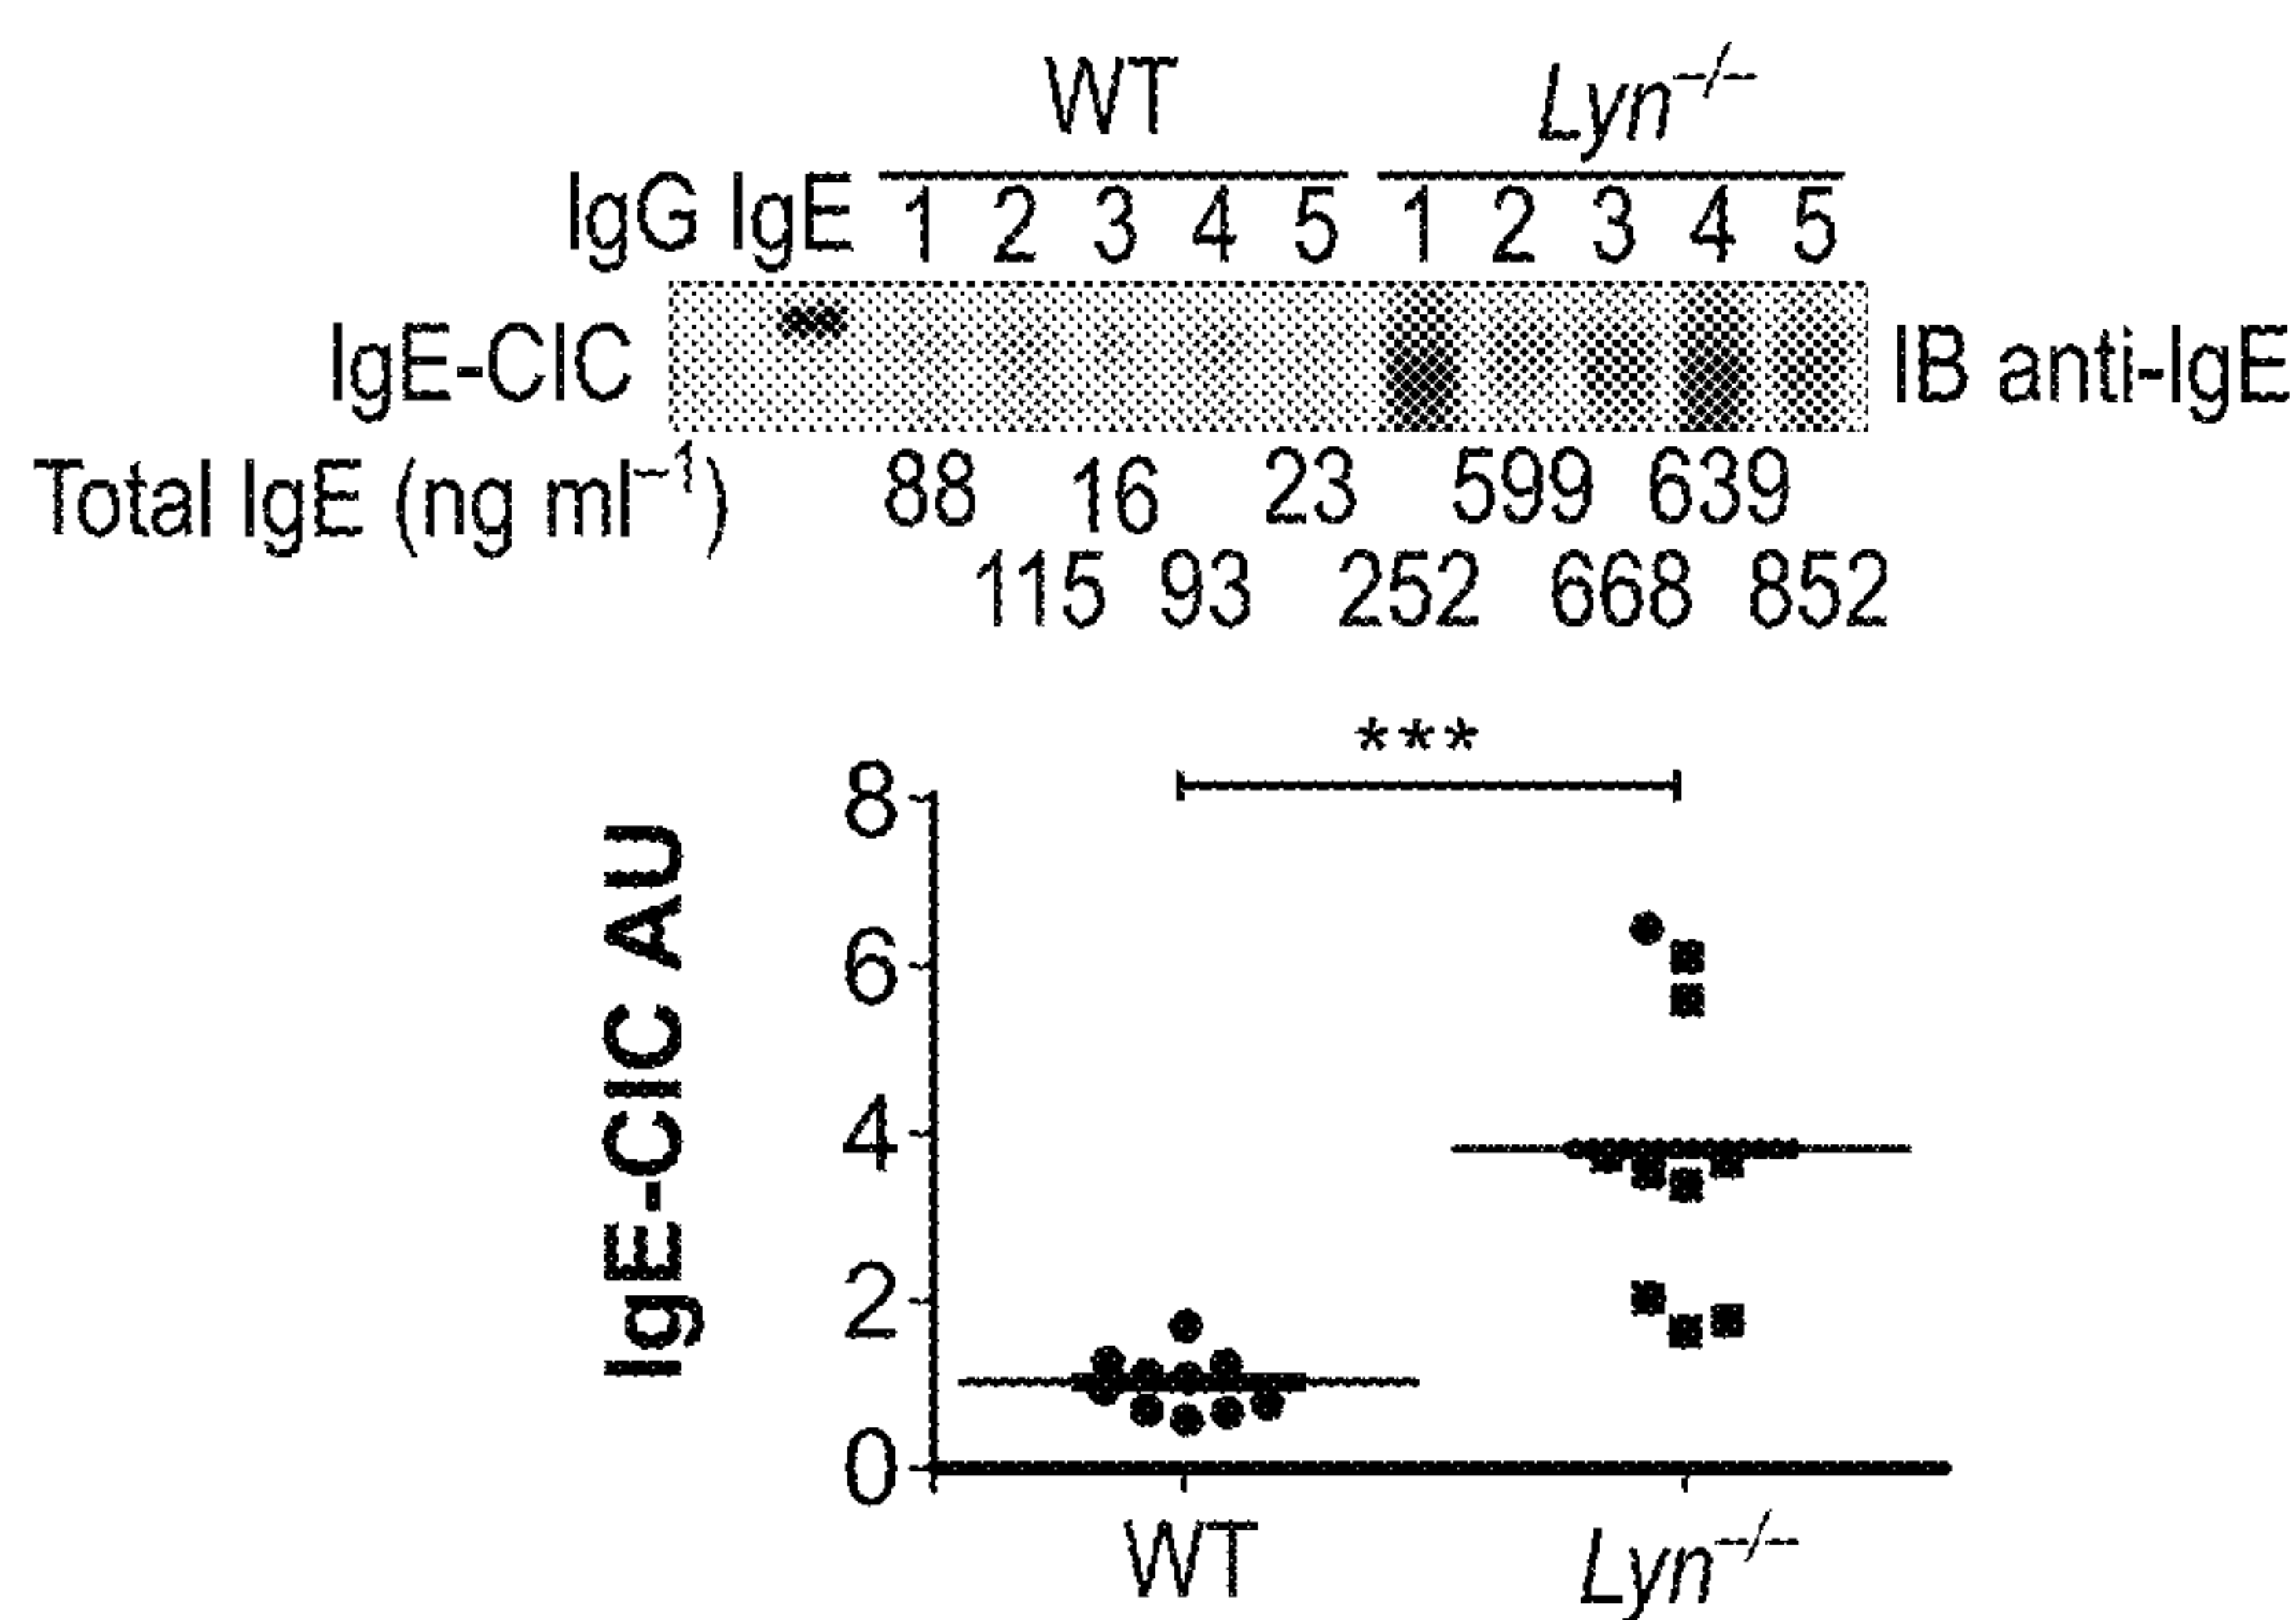 WT Lyn−/−
IgG IgE 1 2 3 4 5 1 2 3 4 5
IgE-CIC IB anti-IgE
Total IgE (ng ml−1) 88 16 23 599 639
115 93 252 668 852
***
IgE-CIC AU
8
6
4
2
0
WT Lyn−/−